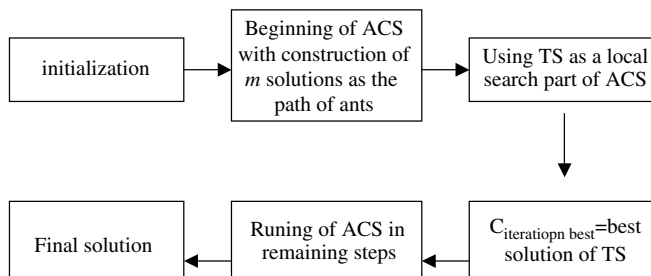 initialization
Beginning of ACS
with construction of
m solutions as the
path of ants
Using TS as a local
search part of ACS
C iteratiopn best=best
solution of TS
Runing of ACS in
remaining steps
Final solution